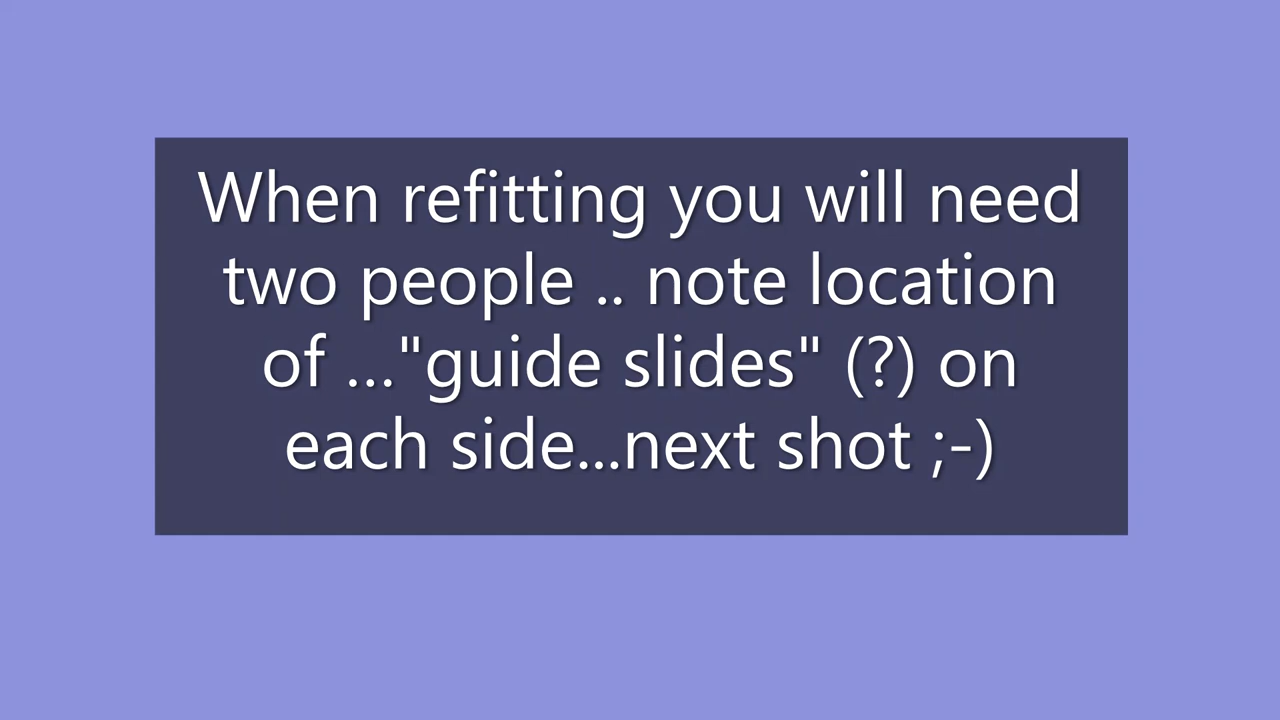 When refitting you will need
two people .. note location
of ..."guide slides" (?) on
each side...next shot ;-)